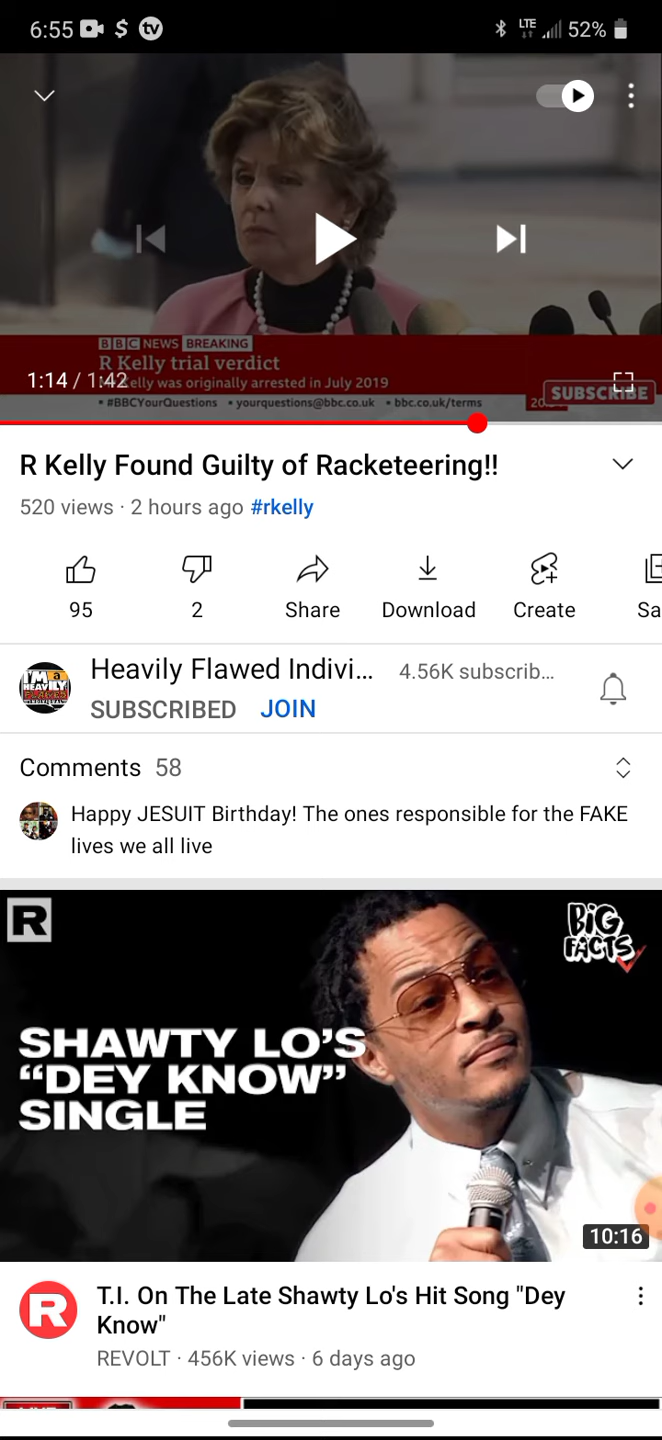 6:55 $ tv LTE 52%
BBC NEWS BREAKING
R Kelly trial verdict
1:14 / 1:42 Kelly was originally arrested in July 2019
SUBSCRIBE
• #BBCYourQuestions • yourquestions@bbc.co.uk • bbc.co.uk/terms
R Kelly Found Guilty of Racketeering!!
520 views · 2 hours ago #rkelly
95 2 Share Download Create Sa
Heavily Flawed Indivi... 4.56K subscrib...
SUBSCRIBED JOIN
Comments 58
Happy JESUIT Birthday! The ones responsible for the FAKE
lives we all live
R
BIG
FACTS
SHAWTY LO'S
“DEY KNOW”
SINGLE
10:16
R
T.I. On The Late Shawty Lo's Hit Song "Dey
Know"
REVOLT · 456K views · 6 days ago